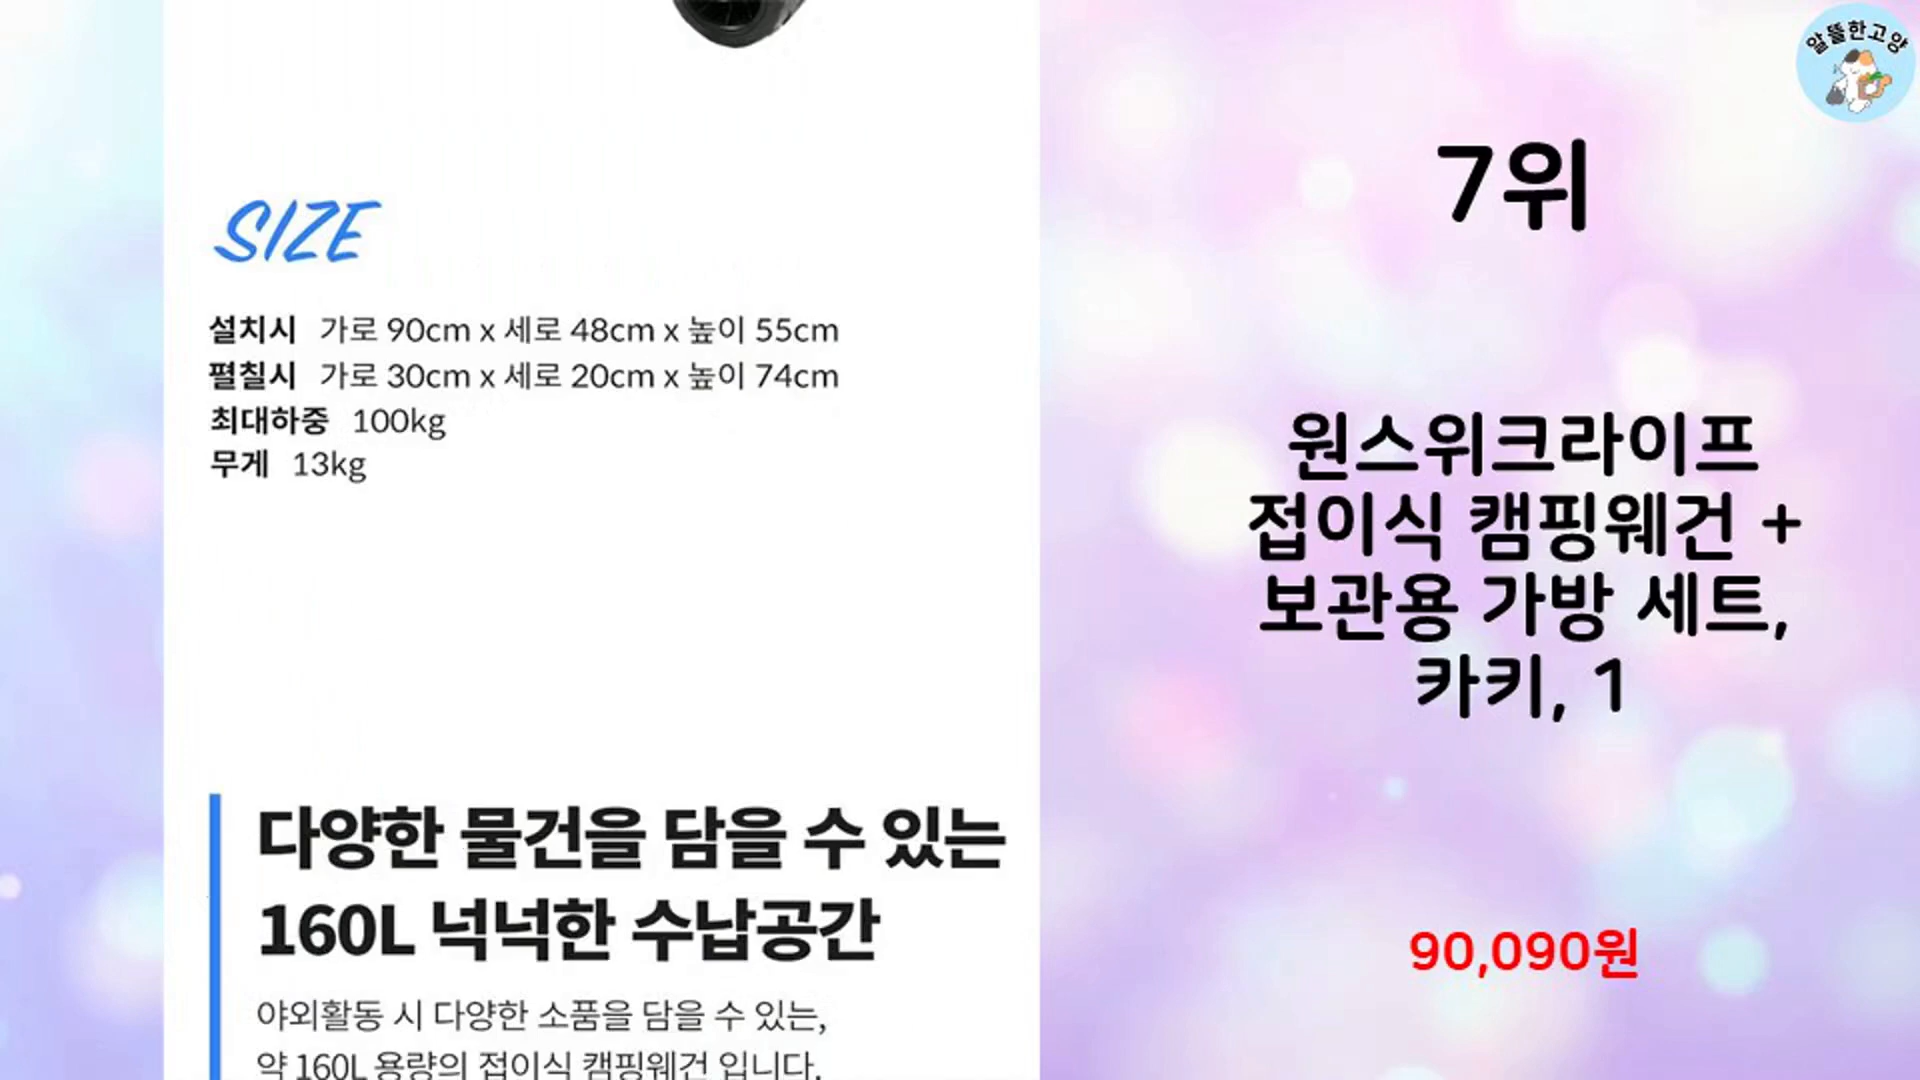 SIZE
설치시 가로 90cm x 세로 48cm x 높이 55cm
펼칠시 가로 30cm x 세로 20cm x 높이 74cm
최대하중 100kg
무게 13kg
다양한 물건을 담을 수 있는
160L 넉넉한 수납공간
야외활동 시 다양한 소품을 담을 수 있는,
약 160L 용량의 접이식 캠핑웨건 입니다.
알뜰한고양
7위
원스위크라이프
접이식 캠핑웨건 +
보관용 가방 세트,
카키, 1
90,090원